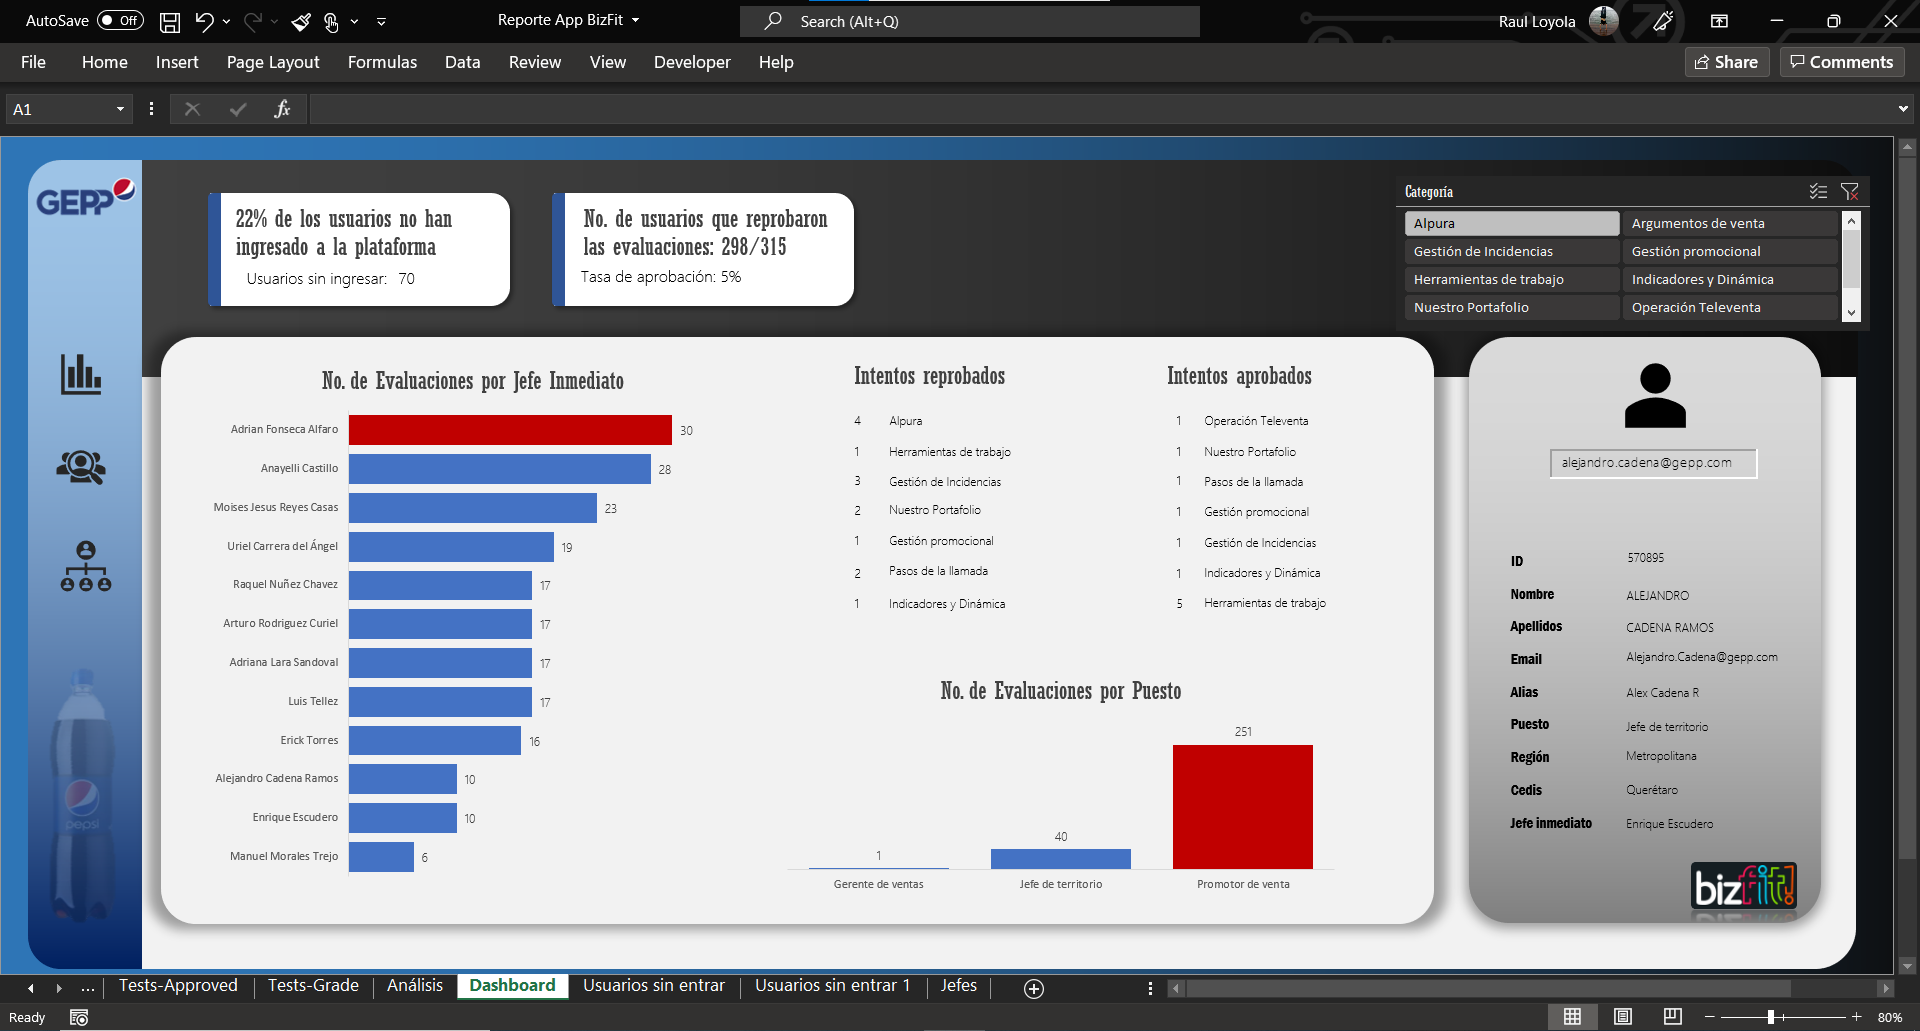 AutoSave Off
Reporte App BizFit
Search (Alt+Q)
Raul Loyola
File Home Insert Page Layout Formulas Data Review View Developer Help
Share Comments
A1
fx
GEPP
22% de los usuarios no han
ingresado a la plataforma
Usuarios sin ingresar: 70
No. de usuarios que reprobaron
las evaluaciones: 298/315
Tasa de aprobación: 5%
Categoría
Alpura Argumentos de venta
Gestión de Incidencias Gestión promocional
Herramientas de trabajo Indicadores y Dinámica
Nuestro Portafolio Operación Televenta
No. de Evaluaciones por Jefe Inmediato
Adrian Fonseca Alfaro 30
Anayelli Castillo 28
Moises Jesus Reyes Casas 23
Uriel Carrera del Ángel 19
Raquel Nuñez Chavez 17
Arturo Rodriguez Curiel 17
Adriana Lara Sandoval 17
Luis Tellez 17
Erick Torres 16
Alejandro Cadena Ramos 10
Enrique Escudero 10
Manuel Morales Trejo 6
Intentos reprobados
4 Alpura
1 Herramientas de trabajo
3 Gestión de Incidencias
2 Nuestro Portafolio
1 Gestión promocional
2 Pasos de la llamada
1 Indicadores y Dinámica
Intentos aprobados
1 Operación Televenta
1 Nuestro Portafolio
1 Pasos de la llamada
1 Gestión promocional
1 Gestión de Incidencias
1 Indicadores y Dinámica
5 Herramientas de trabajo
No. de Evaluaciones por Puesto
1 40 251
Gerente de ventas Jefe de territorio Promotor de venta
alejandro.cadena@gepp.com
ID 570895
Nombre ALEJANDRO
Apellidos CADENA RAMOS
Email Alejandro.Cadena@gepp.com
Alias Alex Cadena R
Puesto Jefe de territorio
Región Metropolitana
Cedis Querétaro
Jefe inmediato Enrique Escudero
bizfit!
pepsi
... Tests-Approved Tests-Grade Análisis Dashboard Usuarios sin entrar Usuarios sin entrar 1 Jefes
Ready
80%